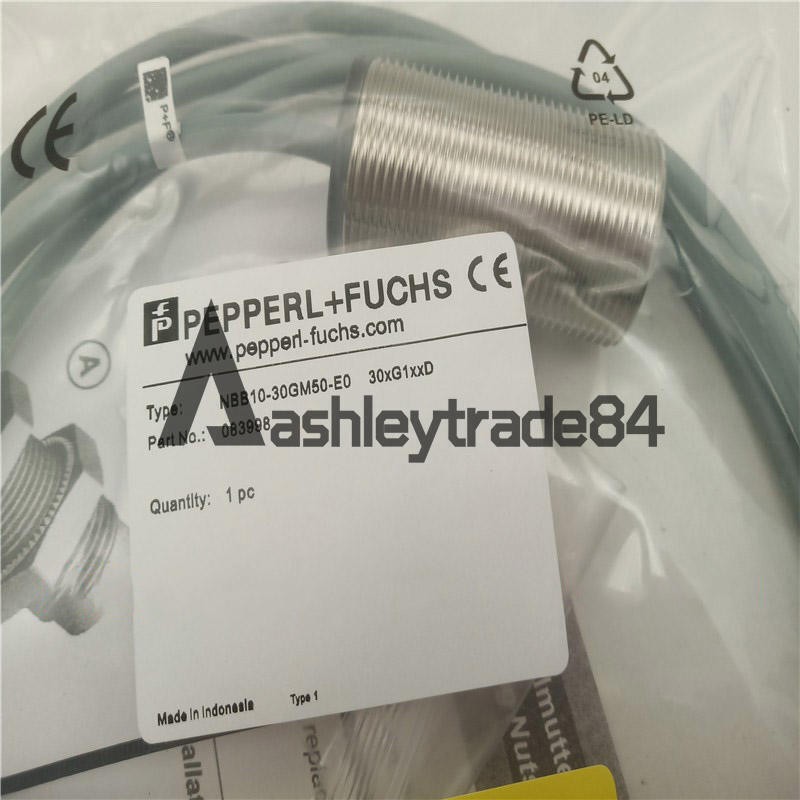 04
PE-LD
CE
P+F®
PEPPERL+FUCHS CE
www.pepperl-fuchs.com
A
Type: NBB10-30GM50-E0 30xG1xxD
Part No.: 083998
ashleytrade84
Quantity: 1 pc
Made in Indonesia
Type 1